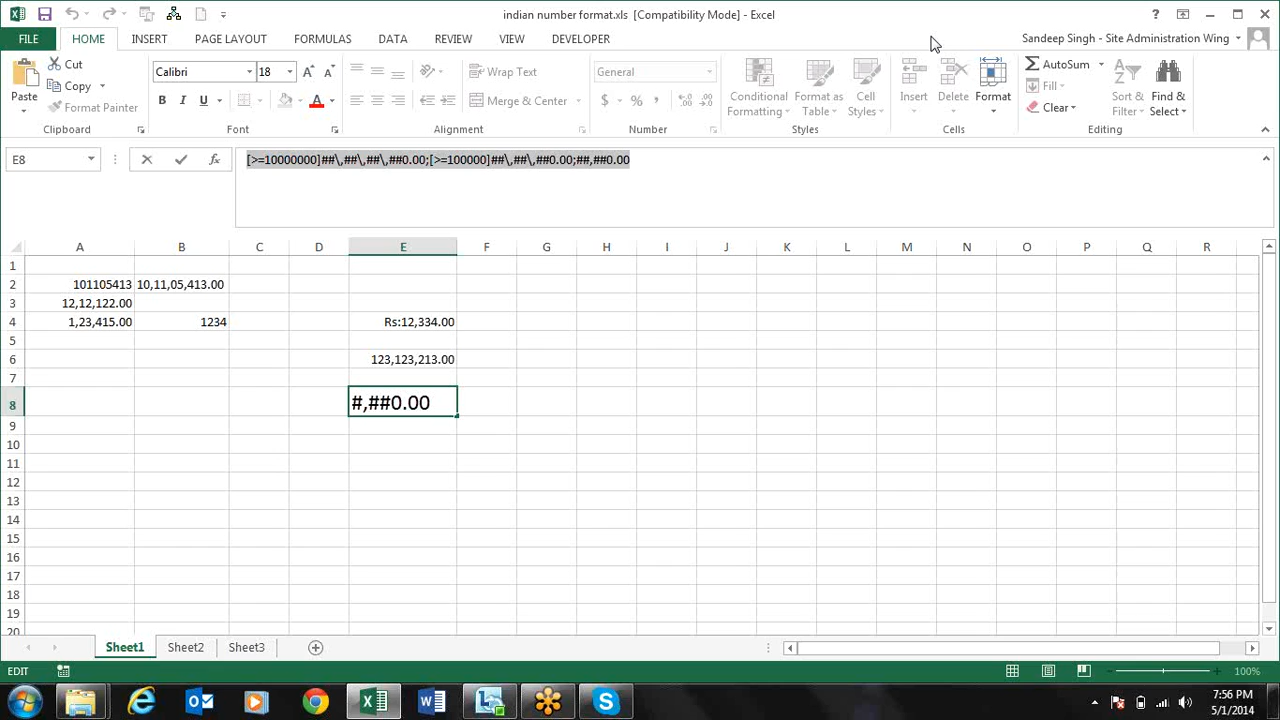 indian number format.xls [Compatibility Mode] - Excel
FILE HOME INSERT PAGE LAYOUT FORMULAS DATA REVIEW VIEW DEVELOPER
Sandeep Singh - Site Administration Wing
Paste
Cut
Copy
Format Painter
Clipboard
Calibri 18
B I U
Font
Wrap Text
Merge & Center
Alignment
General
$ % ,
Number
Conditional Formatting
Format as Table
Cell Styles
Styles
Insert Delete Format
Cells
AutoSum
Fill
Clear
Sort & Filter
Find & Select
Editing
E8
fx
[>=10000000]##\,##\,##\,##0.00;[>=100000]##\,##\,##0.00;##,##0.00
A B C D E F G H I J K L M N O P Q R
1
2 101105413 10,11,05,413.00
3 12,12,122.00
4 1,23,415.00 1234 Rs:12,334.00
5
6 123,123,213.00
7
8 #,##0.00
9
10
11
12
13
14
15
16
17
18
19
20
Sheet1 Sheet2 Sheet3
EDIT
100%
7:56 PM
5/1/2014